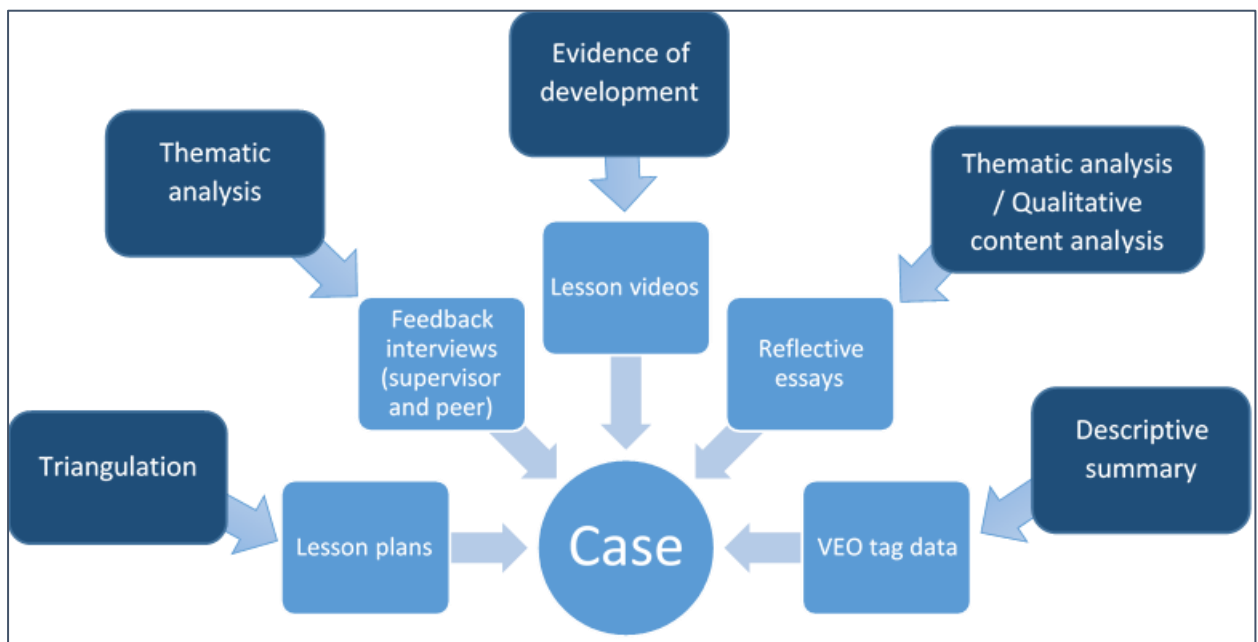 Evidence of
development
Thematic
analysis
Thematic analysis
/ Qualitative
content analysis
Lesson videos
Feedback
interviews
(supervisor
and peer)
Reflective
essays
Triangulation
Descriptive
summary
Lesson plans
Case
VEO tag data